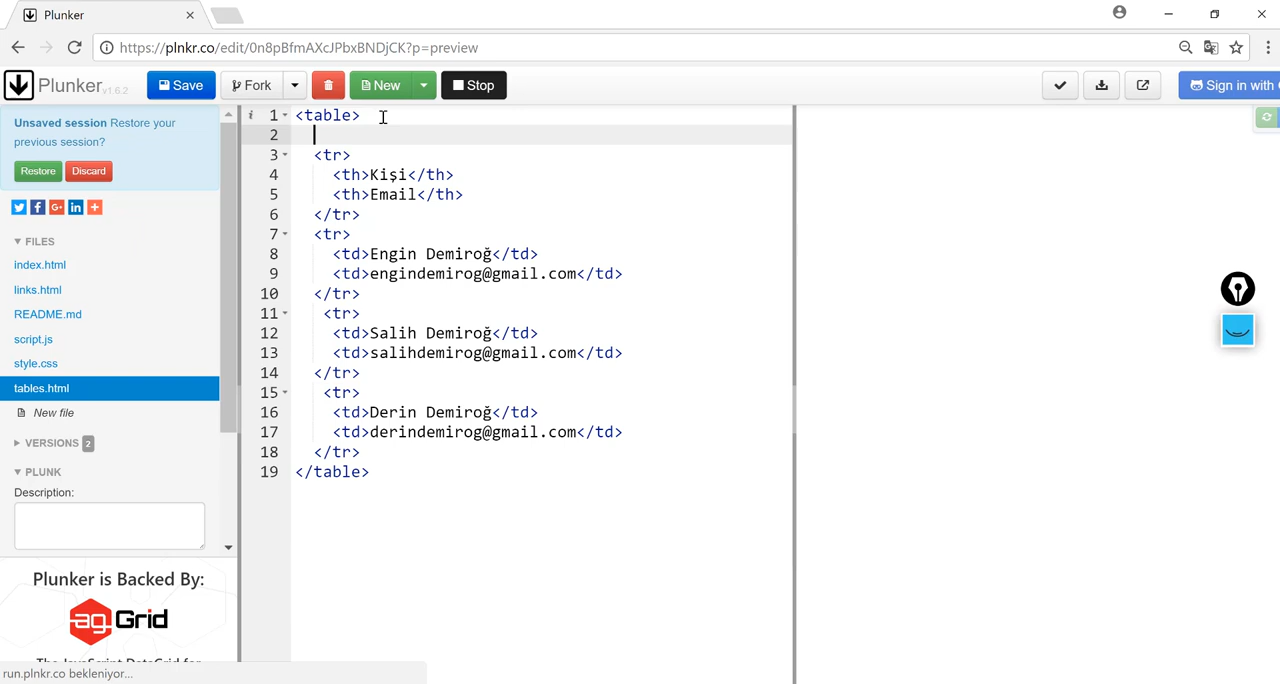 Plunker
https://plnkr.co/edit/0n8pBfmAXcJPbxBNDjCK?p=preview
Plunker v1.6.2
Save
Fork
New
Stop
Sign in with
Unsaved session Restore your
previous session?
Restore
Discard
FILES
index.html
links.html
README.md
script.js
style.css
tables.html
New file
VERSIONS 2
PLUNK
Description:
Plunker is Backed By:
ag Grid
The JavaScript DataGrid for
run.plnkr.co bekleniyor...
i 1 <table>
2
3 <tr>
4 <th>Kişi</th>
5 <th>Email</th>
6 </tr>
7 <tr>
8 <td>Engin Demiroğ</td>
9 <td>engindemirog@gmail.com</td>
10 </tr>
11 <tr>
12 <td>Salih Demiroğ</td>
13 <td>salihdemirog@gmail.com</td>
14 </tr>
15 <tr>
16 <td>Derin Demiroğ</td>
17 <td>derindemirog@gmail.com</td>
18 </tr>
19 </table>